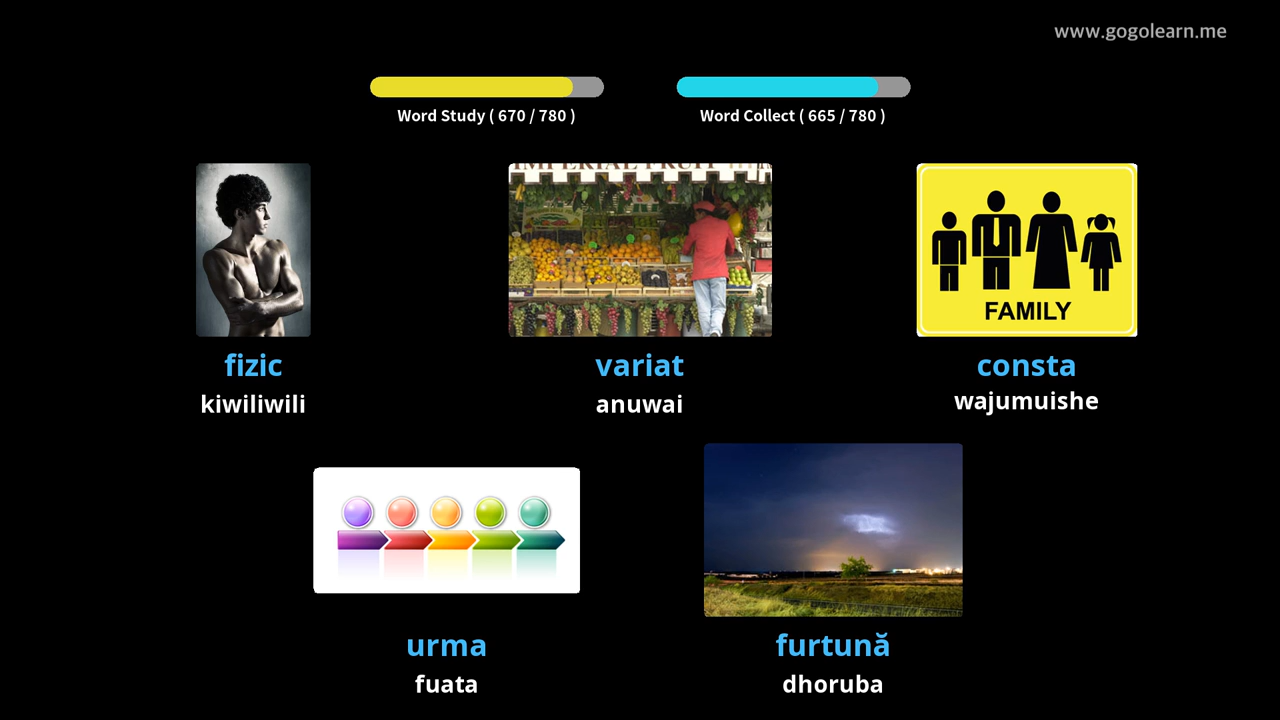 www.gogolearn.me
Word Study ( 670 / 780 )
Word Collect ( 665 / 780 )
FAMILY
fizic
kiwiliwili
variat
anuwai
consta
wajumuishe
urma
fuata
furtună
dhoruba